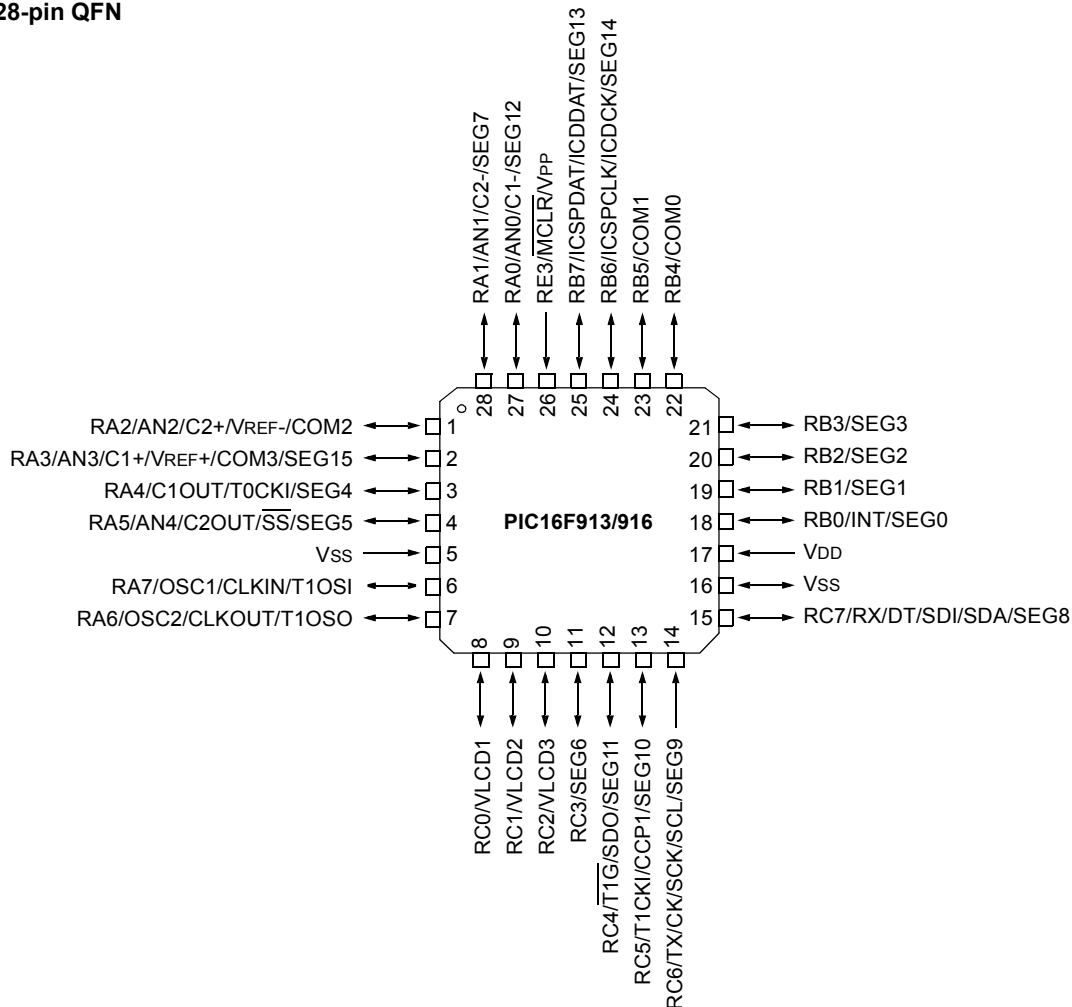 28-pin QFN
RA1/AN1/C2-/SEG7
RA0/AN0/C1-/SEG12
RE3/MCLR/VPP
RB7/ICSPDAT/ICDDAT/SEG13
RB6/ICSPCLK/ICDCK/SEG14
RB5/COM1
RB4/COM0
28
27
26
25
24
23
22
RA2/AN2/C2+/VREF-/COM2
1
RA3/AN3/C1+/VREF+/COM3/SEG15
2
RA4/C1OUT/T0CKI/SEG4
3
RA5/AN4/C2OUT/SS/SEG5
4
VSS
5
RA7/OSC1/CLKIN/T1OSI
6
RA6/OSC2/CLKOUT/T1OSO
7
PIC16F913/916
21
RB3/SEG3
20
RB2/SEG2
19
RB1/SEG1
18
RB0/INT/SEG0
17
VDD
16
VSS
15
RC7/RX/DT/SDI/SDA/SEG8
8
9
10
11
12
13
14
RC0/VLCD1
RC1/VLCD2
RC2/VLCD3
RC3/SEG6
RC4/T1G/SDO/SEG11
RC5/T1CKI/CCP1/SEG10
RC6/TX/CK/SCK/SCL/SEG9